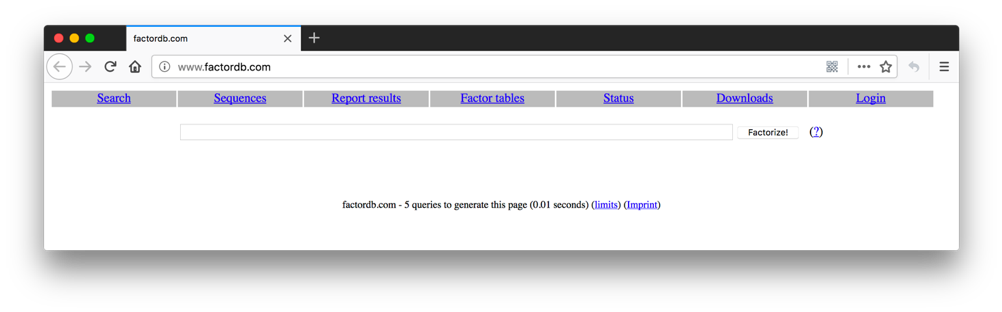 factordb.com
www.factordb.com
Search Sequences Report results Factor tables Status Downloads Login
Factorize! (?)
factordb.com - 5 queries to generate this page (0.01 seconds) (limits) (Imprint)